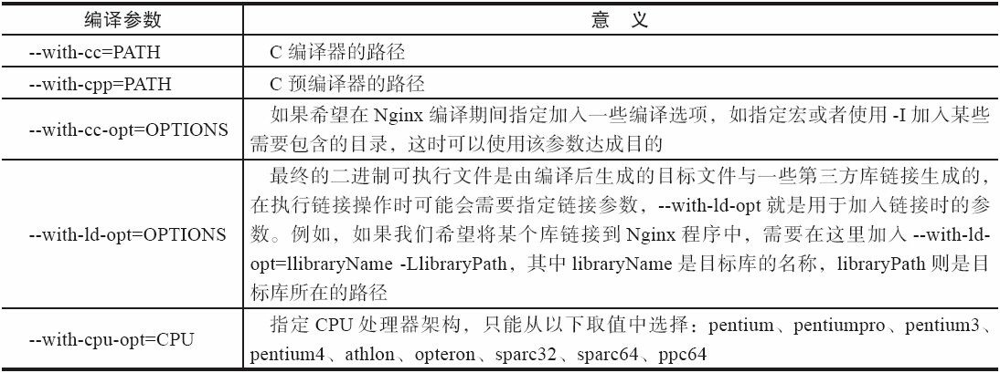 编译参数 意 义
--with-cc=PATH C 编译器的路径
--with-cpp=PATH C 预编译器的路径
--with-cc-opt=OPTIONS
如果希望在 Nginx 编译期间指定加入一些编译选项，如指定宏或者使用 -I 加入某些
需要包含的目录，这时可以使用该参数达成目的
--with-ld-opt=OPTIONS
最终的二进制可执行文件是由编译后生成的目标文件与一些第三方库链接生成的，
在执行链接操作时可能会需要指定链接参数，--with-ld-opt 就是用于加入链接时的参
数。例如，如果我们希望将某个库链接到 Nginx 程序中，需要在这里加入 --with-ld-
opt=llibraryName -LlibraryPath，其中 libraryName 是目标库的名称，libraryPath 则是目
标库所在的路径
--with-cpu-opt=CPU
指定 CPU 处理器架构，只能从以下取值中选择：pentium、pentiumpro、pentium3、
pentium4、athlon、opteron、sparc32、sparc64、ppc64